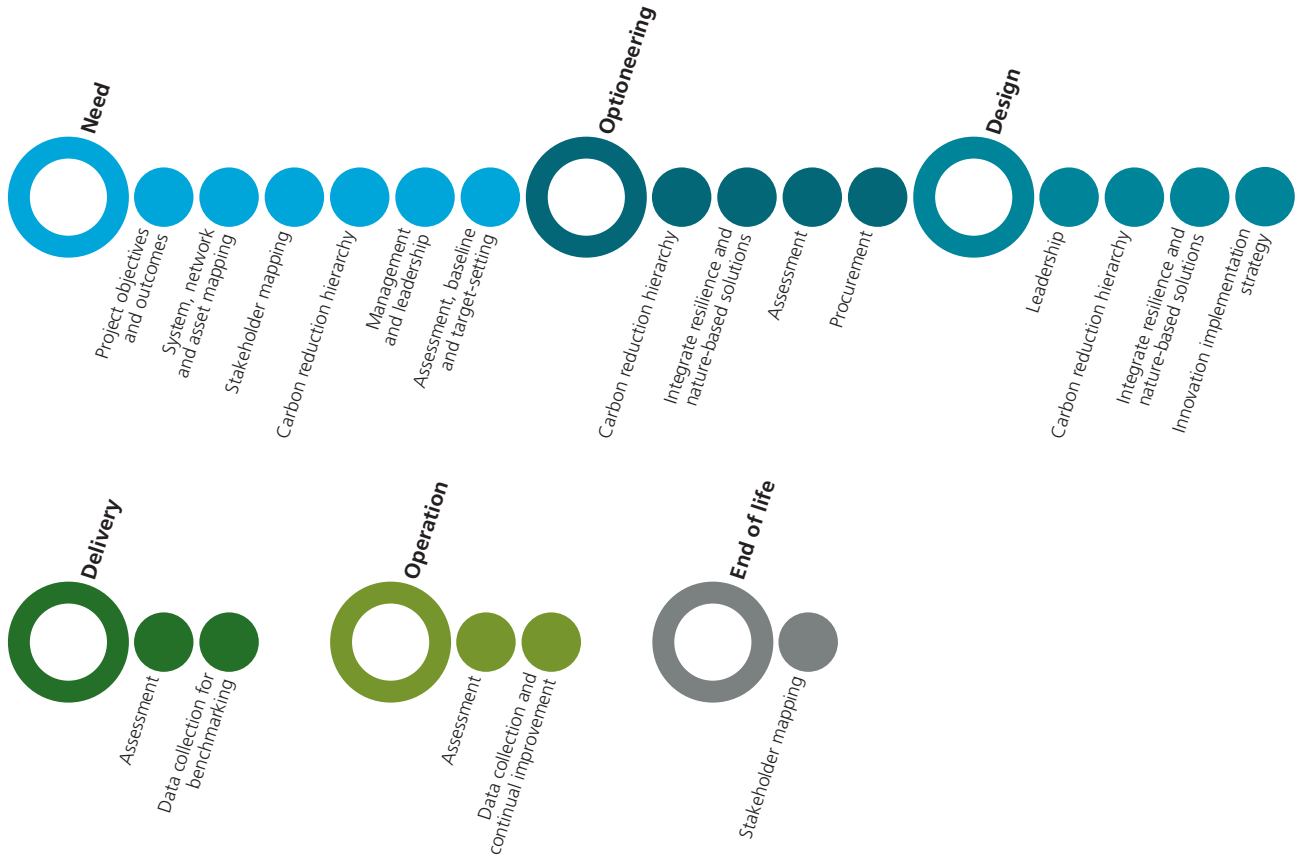 Need
Project objectives
and outcomes
System, network
and asset mapping
Stakeholder mapping
Carbon reduction hierarchy
Management
and leadership
Assessment, baseline
and target-setting
Optioneering
Carbon reduction hierarchy
Integrate resilience and
nature-based solutions
Assessment
Procurement
Design
Leadership
Carbon reduction hierarchy
Integrate resilience and
nature-based solutions
Innovation implementation
strategy
Delivery
Assessment
Data collection for
benchmarking
Operation
Assessment
Data collection and
continual improvement
End of life
Stakeholder mapping